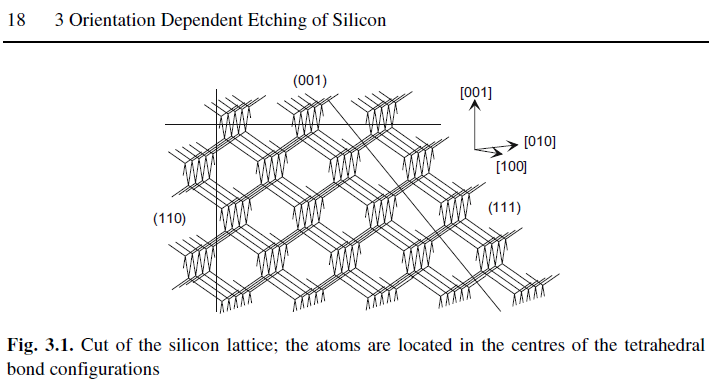 18 3 Orientation Dependent Etching of Silicon
(001)
[001]
[010]
[100]
(110)
(111)
Fig. 3.1. Cut of the silicon lattice; the atoms are located in the centres of the tetrahedral
bond configurations